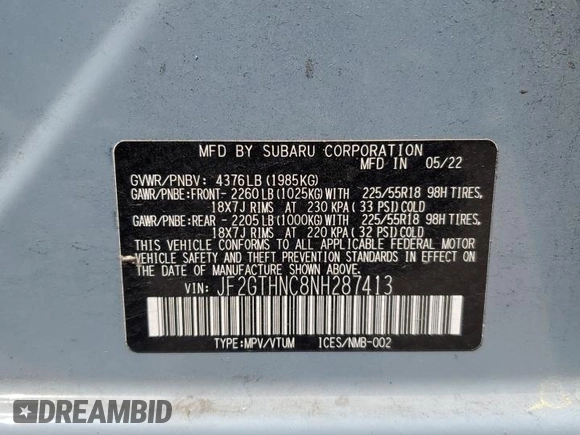 MFD BY SUBARU CORPORATION
MFD IN 05/22
GVWR/PNBV: 4376LB (1985KG)
GAWR/PNBE:FRONT- 2260LB (1025KG) WITH 225/55R18 98H TIRES,
18X7J RIMS AT 230 KPA (33 PSI) COLD
GAWR/PNBE:REAR - 2205LB (1000KG) WITH 225/55R18 98H TIRES,
18X7J RIMS AT 220 KPA (32 PSI) COLD
THIS VEHICLE CONFORMS TO ALL APPLICABLE FEDERAL MOTOR
VEHICLE SAFETY AND THEFT PREVENTION STANDARDS IN EFFECT ON
THE DATE OF MANUFACTURE SHOWN ABOVE.
VIN: JF2GTHNC8NH287413
TYPE:MPV/VTUM ICES/NMB-002
DREAMBID